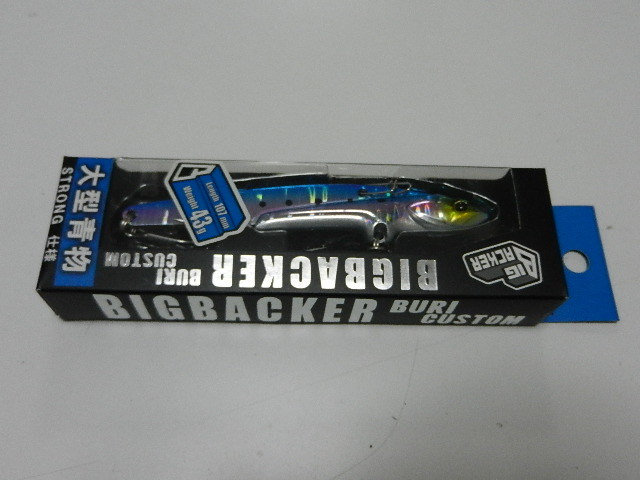 大型青物
STRONG 仕様
Length 107mm
Weight 43g
BIGBACKER
BURI
CUSTOM
BIG
BACKER
BIGBACKER
BURI
CUSTOM